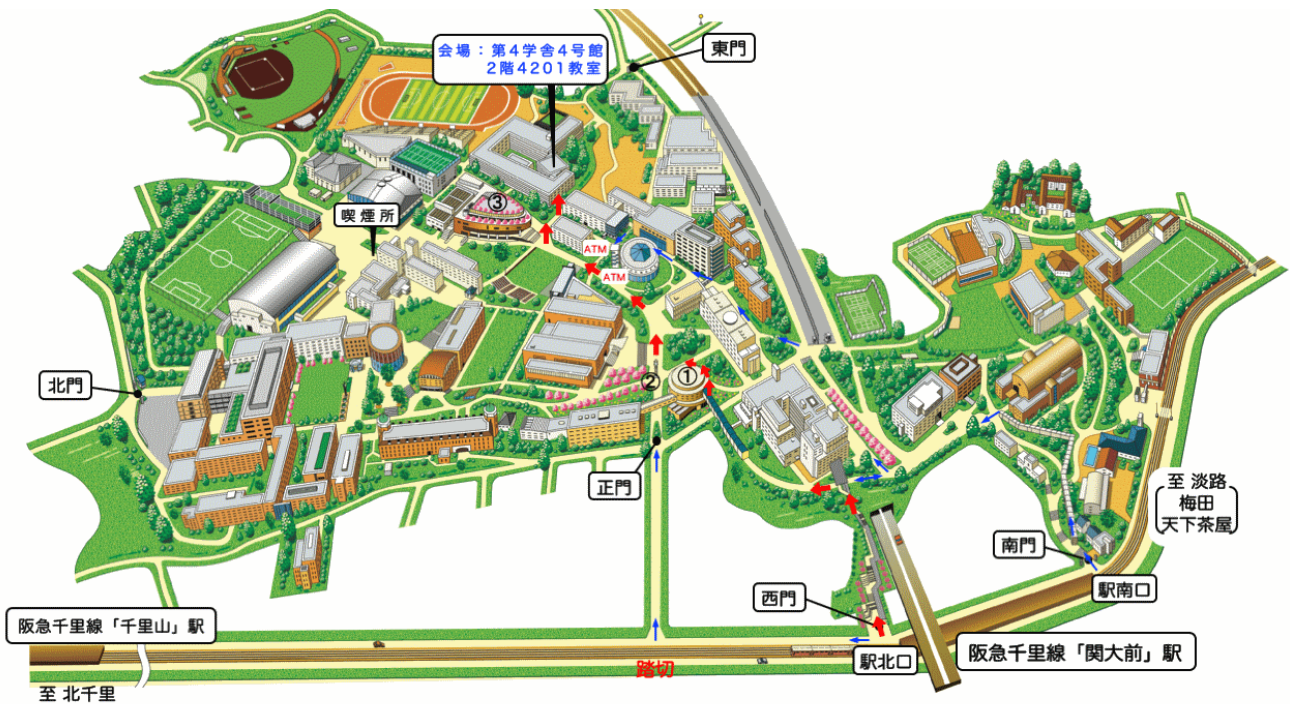 会場：第4学舎4号館
2階4201教室
東門
③
喫煙所
ATM
ATM
北門
②
①
正門
至 淡路
梅田
天下茶屋
南門
駅南口
西門
阪急千里線「千里山」駅
駅北口
阪急千里線「関大前」駅
踏切
至 北千里